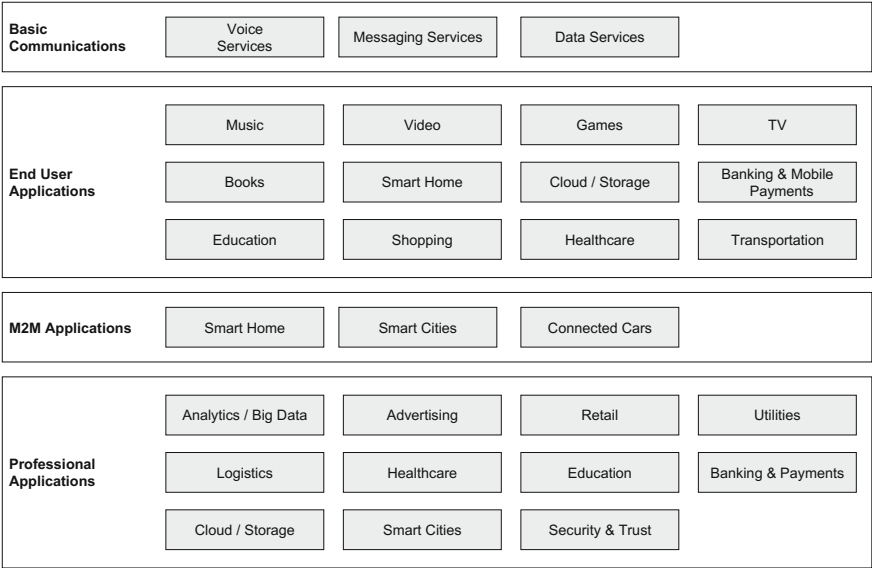 Basic
Communications
Voice
Services
Messaging Services
Data Services
End User
Applications
Music
Video
Games
TV
Books
Smart Home
Cloud / Storage
Banking & Mobile
Payments
Education
Shopping
Healthcare
Transportation
M2M Applications
Smart Home
Smart Cities
Connected Cars
Professional
Applications
Analytics / Big Data
Advertising
Retail
Utilities
Logistics
Healthcare
Education
Banking & Payments
Cloud / Storage
Smart Cities
Security & Trust